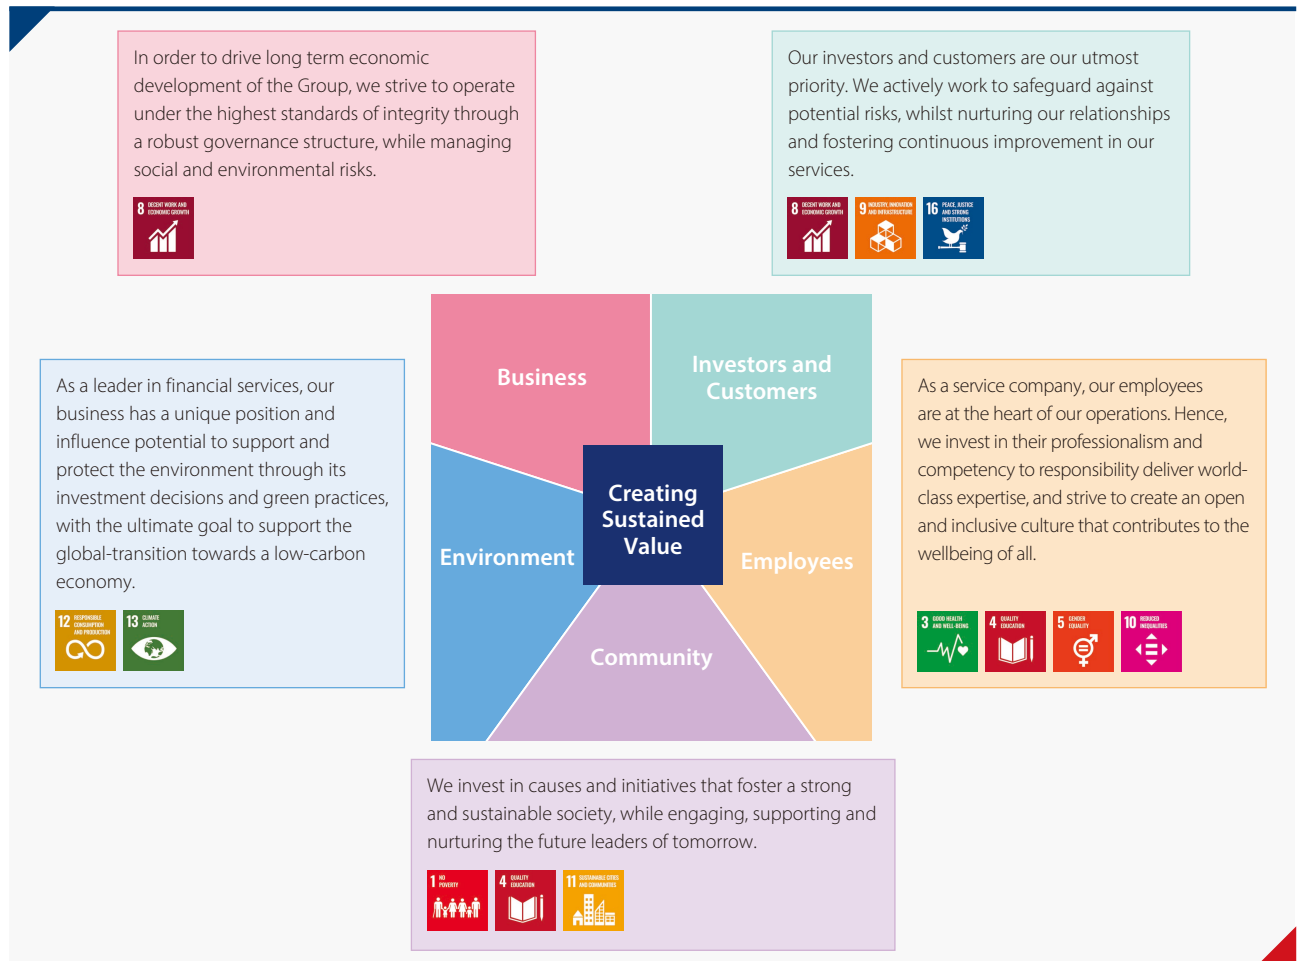 In order to drive long term economic
development of the Group, we strive to operate
under the highest standards of integrity through
a robust governance structure, while managing
social and environmental risks.
8 DECENT WORK AND
ECONOMIC GROWTH
Our investors and customers are our utmost
priority. We actively work to safeguard against
potential risks, whilst nurturing our relationships
and fostering continuous improvement in our
services.
8 DECENT WORK AND
ECONOMIC GROWTH
9 INDUSTRY, INNOVATION
AND INFRASTRUCTURE
16 PEACE, JUSTICE
AND STRONG
INSTITUTIONS
Business
Investors and
Customers
As a leader in financial services, our
business has a unique position and
influence potential to support and
protect the environment through its
investment decisions and green practices,
with the ultimate goal to support the
global-transition towards a low-carbon
economy.
12 RESPONSIBLE
CONSUMPTION
AND PRODUCTION
13 CLIMATE
ACTION
Creating
Sustained
Value
Environment
Employees
Community
As a service company, our employees
are at the heart of our operations. Hence,
we invest in their professionalism and
competency to responsibility deliver world-
class expertise, and strive to create an open
and inclusive culture that contributes to the
wellbeing of all.
3 GOOD HEALTH
AND WELL-BEING
4 QUALITY
EDUCATION
5 GENDER
EQUALITY
10 REDUCED
INEQUALITIES
We invest in causes and initiatives that foster a strong
and sustainable society, while engaging, supporting and
nurturing the future leaders of tomorrow.
1 NO
POVERTY
4 QUALITY
EDUCATION
11 SUSTAINABLE CITIES
AND COMMUNITIES